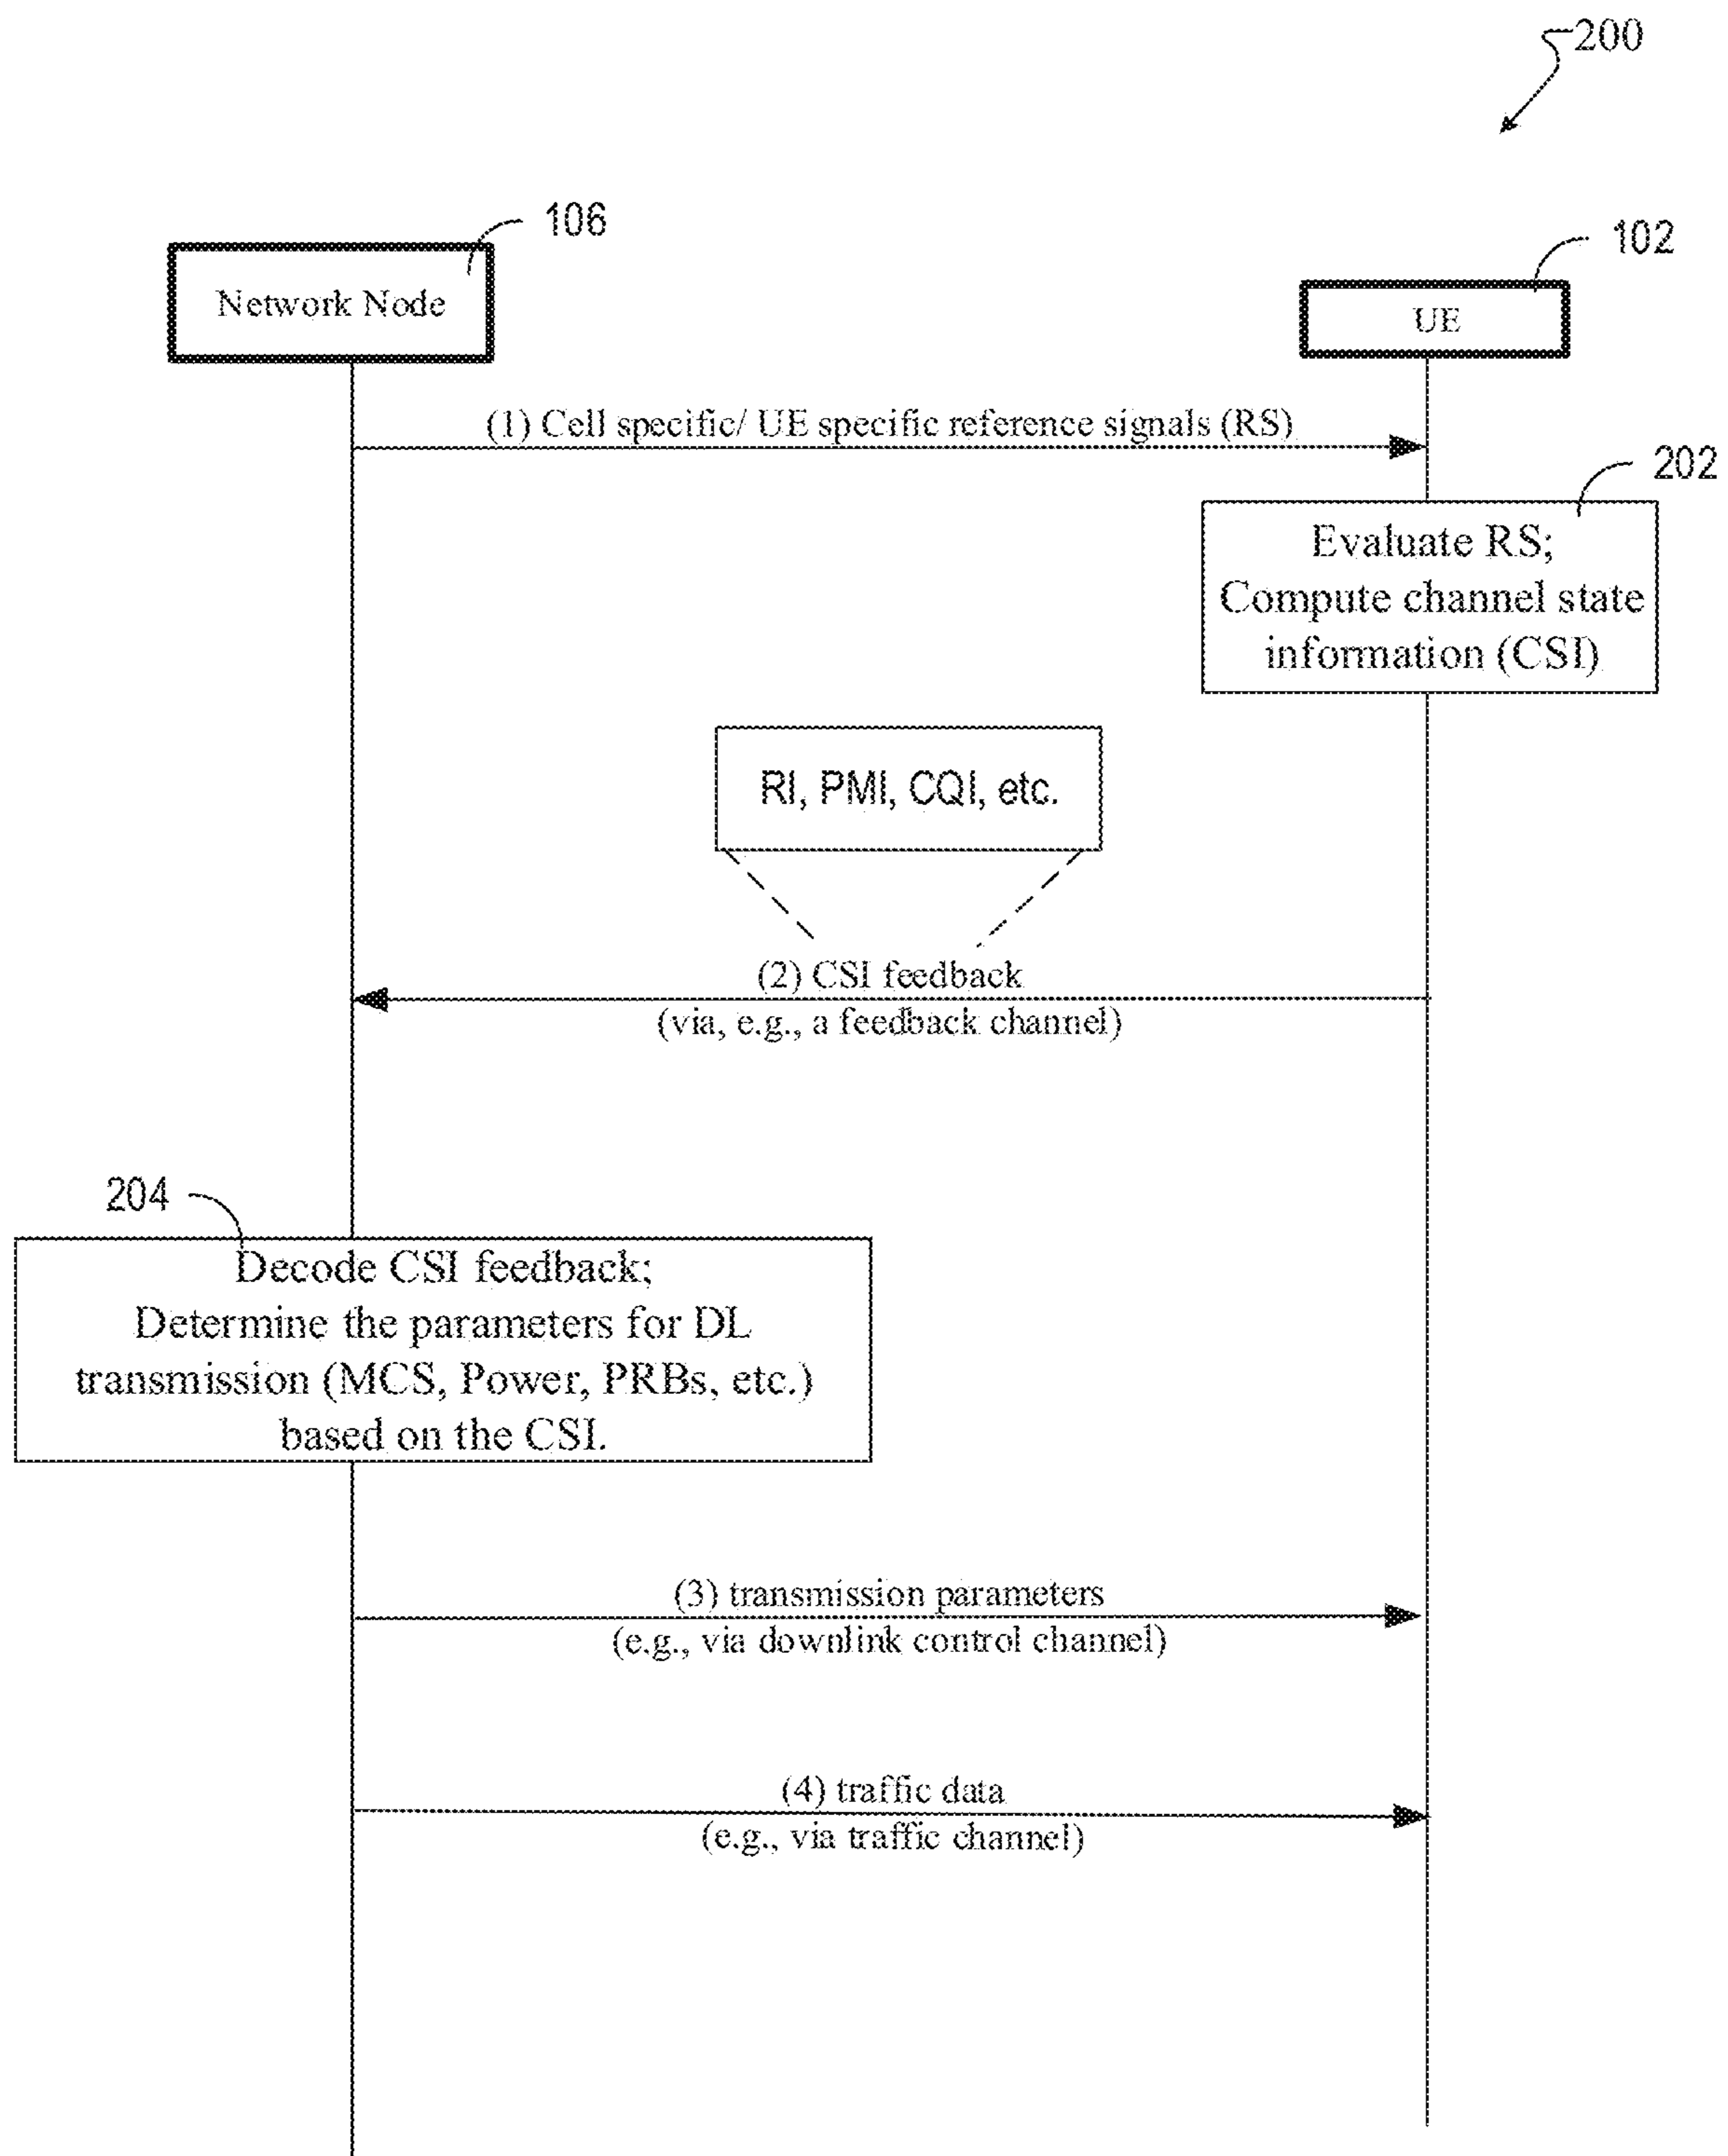 200
106
Network Node
102
UE
(1) Cell specific/ UE specific reference signals (RS)
202
Evaluate RS;
Compute channel state
information (CSI)
RI, PMI, CQI, etc.
(2) CSI feedback
(via, e.g., a feedback channel)
204
Decode CSI feedback;
Determine the parameters for DL
transmission (MCS, Power, PRBs, etc.)
based on the CSI.
(3) transmission parameters
(e.g., via downlink control channel)
(4) traffic data
(e.g., via traffic channel)